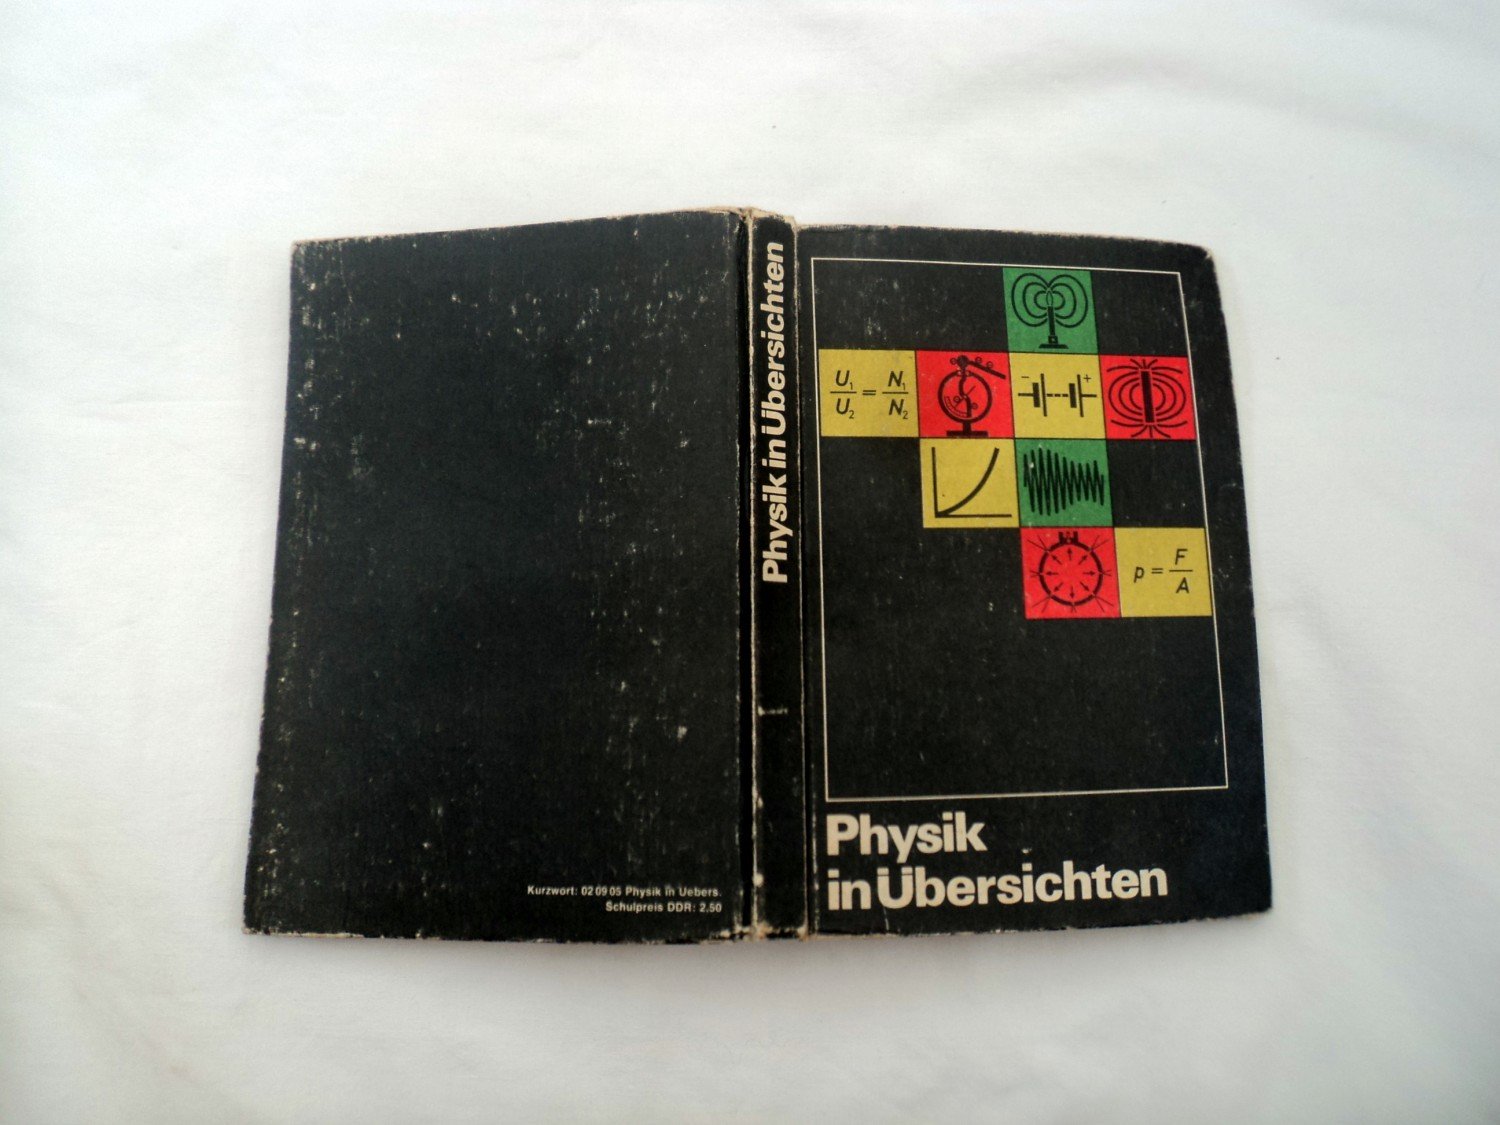 Kurzwort: 02 09 05 Physik in Uebers.
Schulpreis DDR: 2,50
Physik in Übersichten
U₁/U₂ = N₁/N₂
- +
p = F/A
Physik
in Übersichten